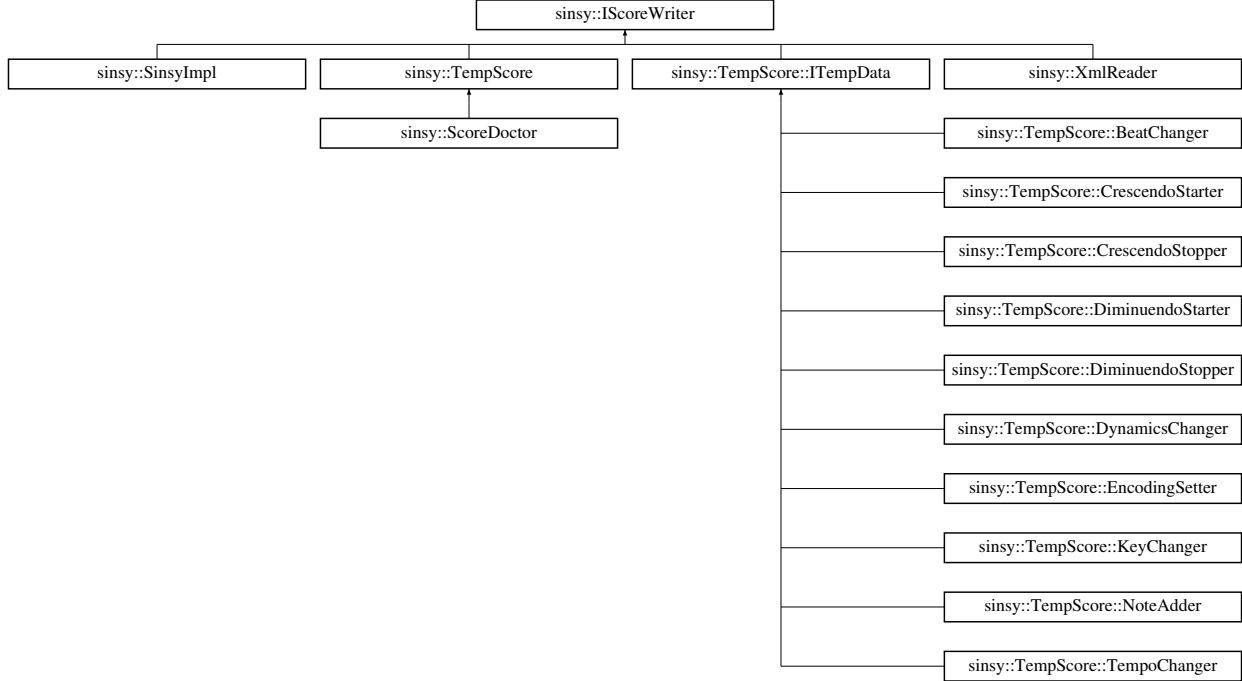 sinsy::IScoreWriter
sinsy::SinsyImpl
sinsy::TempScore
sinsy::TempScore::ITempData
sinsy::XmlReader
sinsy::ScoreDoctor
sinsy::TempScore::BeatChanger
sinsy::TempScore::CrescendoStarter
sinsy::TempScore::CrescendoStopper
sinsy::TempScore::DiminuendoStarter
sinsy::TempScore::DiminuendoStopper
sinsy::TempScore::DynamicsChanger
sinsy::TempScore::EncodingSetter
sinsy::TempScore::KeyChanger
sinsy::TempScore::NoteAdder
sinsy::TempScore::TempoChanger